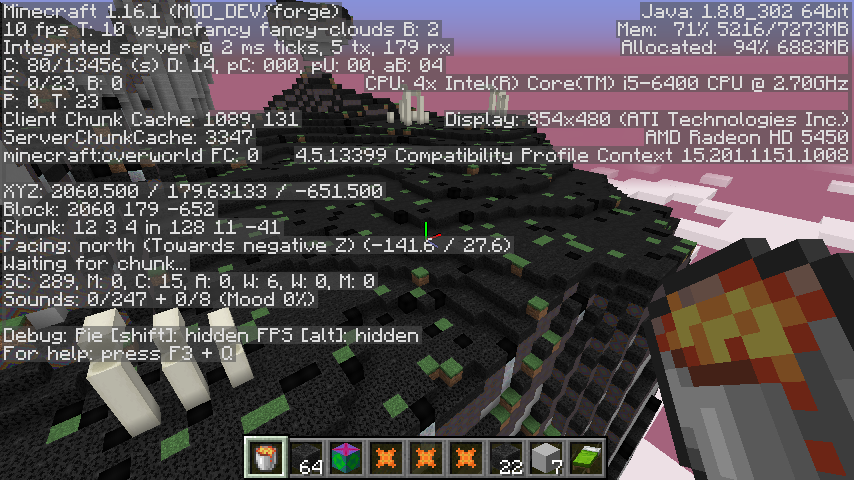 Minecraft 1.16.1 (MOD_DEV/forge)
Java: 1.8.0_302 64bit
10 fps T: 10 vsyncfancy fancy-clouds B: 2
Mem: 71% 5216/7273MB
Integrated server @ 2 ms ticks, 5 tx, 179 rx
Allocated: 94% 6883MB
C: 80/13456 (s) D: 14, pC: 000, pU: 00, aB: 04
E: 0/23, B: 0
CPU: 4x Intel(R) Core(TM) i5-6400 CPU @ 2.70GHz
P: 0. T: 23
Client Chunk Cache: 1089, 131
Display: 854x480 (ATI Technologies Inc.)
ServerChunkCache: 3347
AMD Radeon HD 5450
minecraft:overworld FC: 0
4.5.13399 Compatibility Profile Context 15.201.1151.1008
XYZ: 2060.500 / 179.63133 / -651.500
Block: 2060 179 -652
Chunk: 12 3 4 in 128 11 -41
Facing: north (Towards negative Z) (-141.6 / 27.6)
Waiting for chunk...
SC: 289, M: 0, C: 15, A: 0, W: 6, W: 0, M: 0
Sounds: 0/247 + 0/8 (Mood 0%)
Debug: Pie [shift]: hidden FPS [alt]: hidden
For help: press F3 + Q
64
22
7